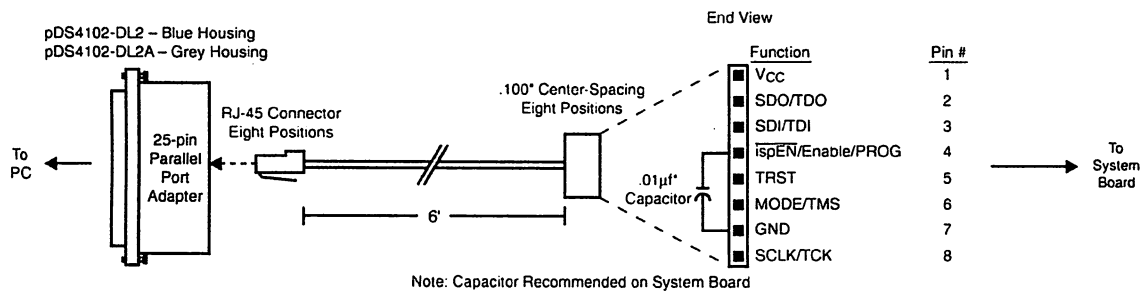 End View
pDS4102-DL2 – Blue Housing
pDS4102-DL2A – Grey Housing
Function Pin #
VCC 1
SDO/TDO 2
SDI/TDI 3
ispEN/Enable/PROG 4
TRST 5
MODE/TMS 6
GND 7
SCLK/TCK 8
.100" Center-Spacing
Eight Positions
RJ-45 Connector
Eight Positions
25-pin
Parallel
Port
Adapter
To
PC
To
System
Board
.01µf*
Capacitor
6'
Note: Capacitor Recommended on System Board